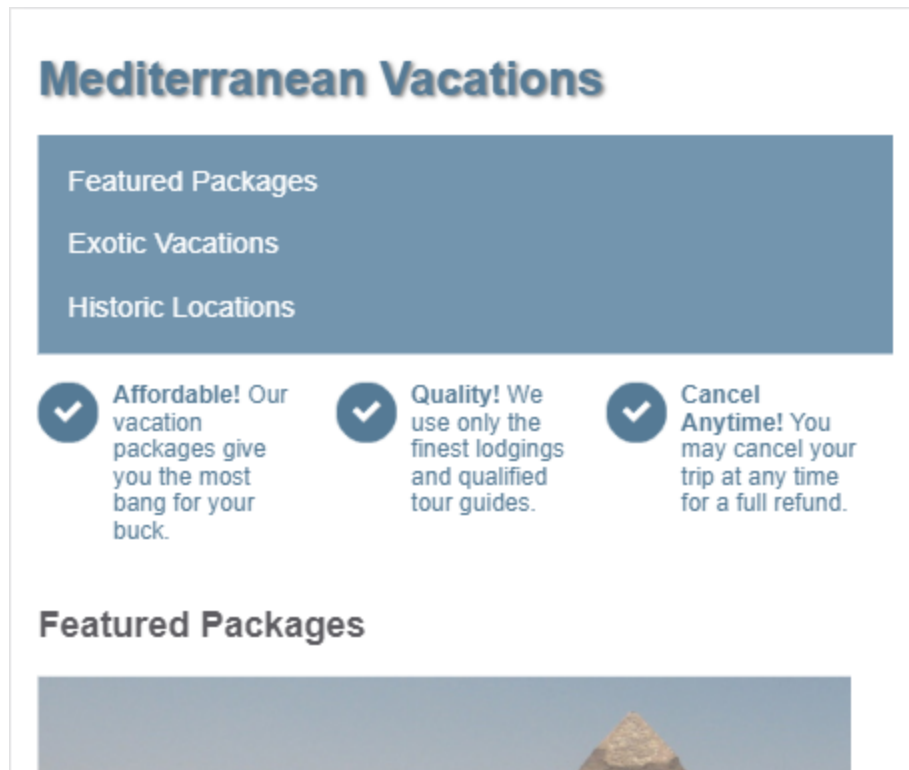 Mediterranean Vacations
Featured Packages
Exotic Vacations
Historic Locations
Affordable! Our
vacation
packages give
you the most
bang for your
buck.
Quality! We
use only the
finest lodgings
and qualified
tour guides.
Cancel
Anytime! You
may cancel your
trip at any time
for a full refund.
Featured Packages